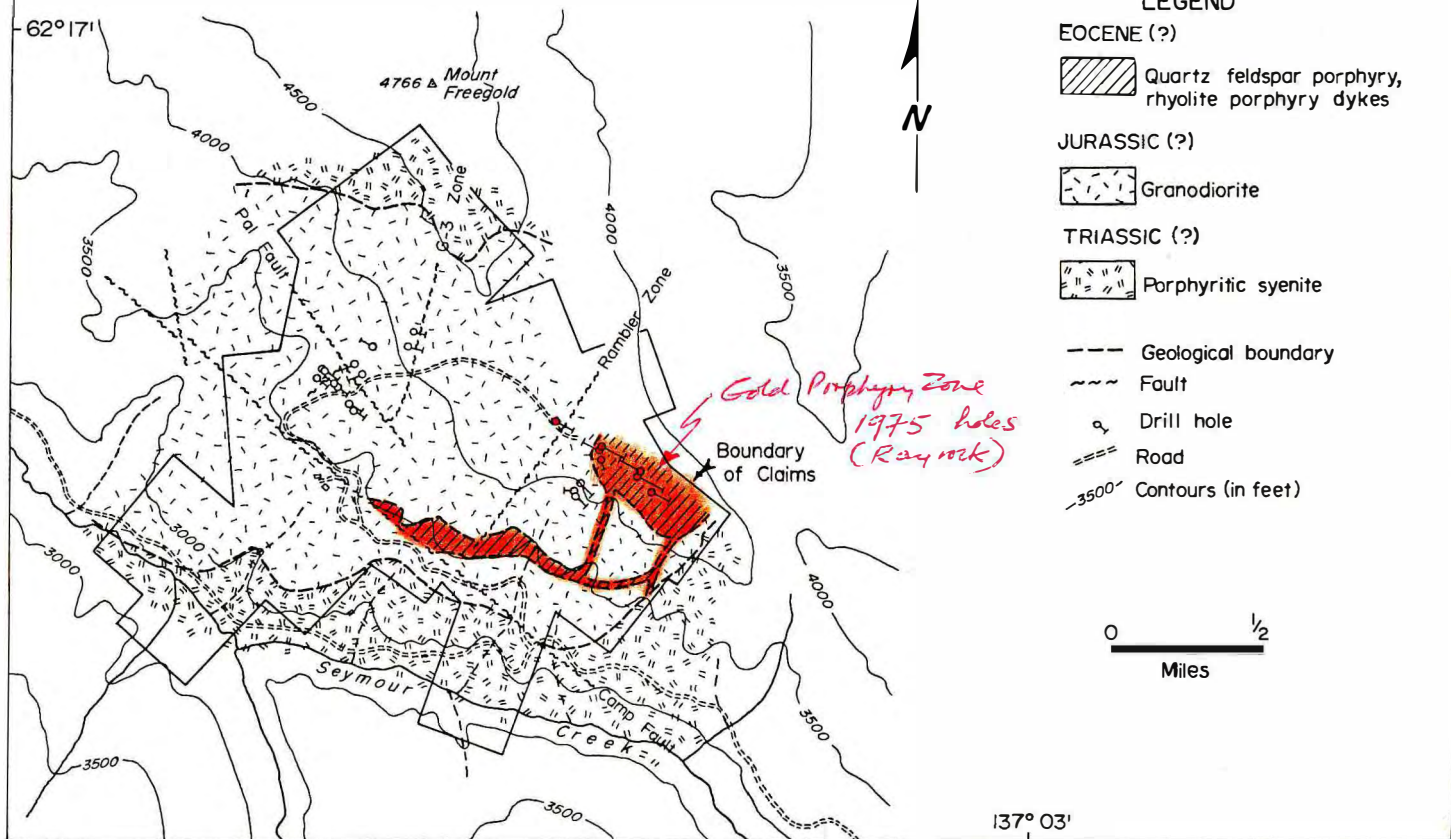 62° 17'
4766 Mount
Freegold
4500
4000
3500
Pal Fault
G 3 Zone
4000
Rambler Zone
3500
N
Gold Porphyry Zone
1975 holes
(Rayrock)
Boundary
of Claims
3000
3000
4000
3500
Seymour Creek
Camp Fault
3500
3500
137° 03'
LEGEND
EOCENE (?)
Quartz feldspar porphyry,
rhyolite porphyry dykes
JURASSIC (?)
Granodiorite
TRIASSIC (?)
Porphyritic syenite
Geological boundary
Fault
Drill hole
Road
3500' Contours (in feet)
0 1/2
Miles